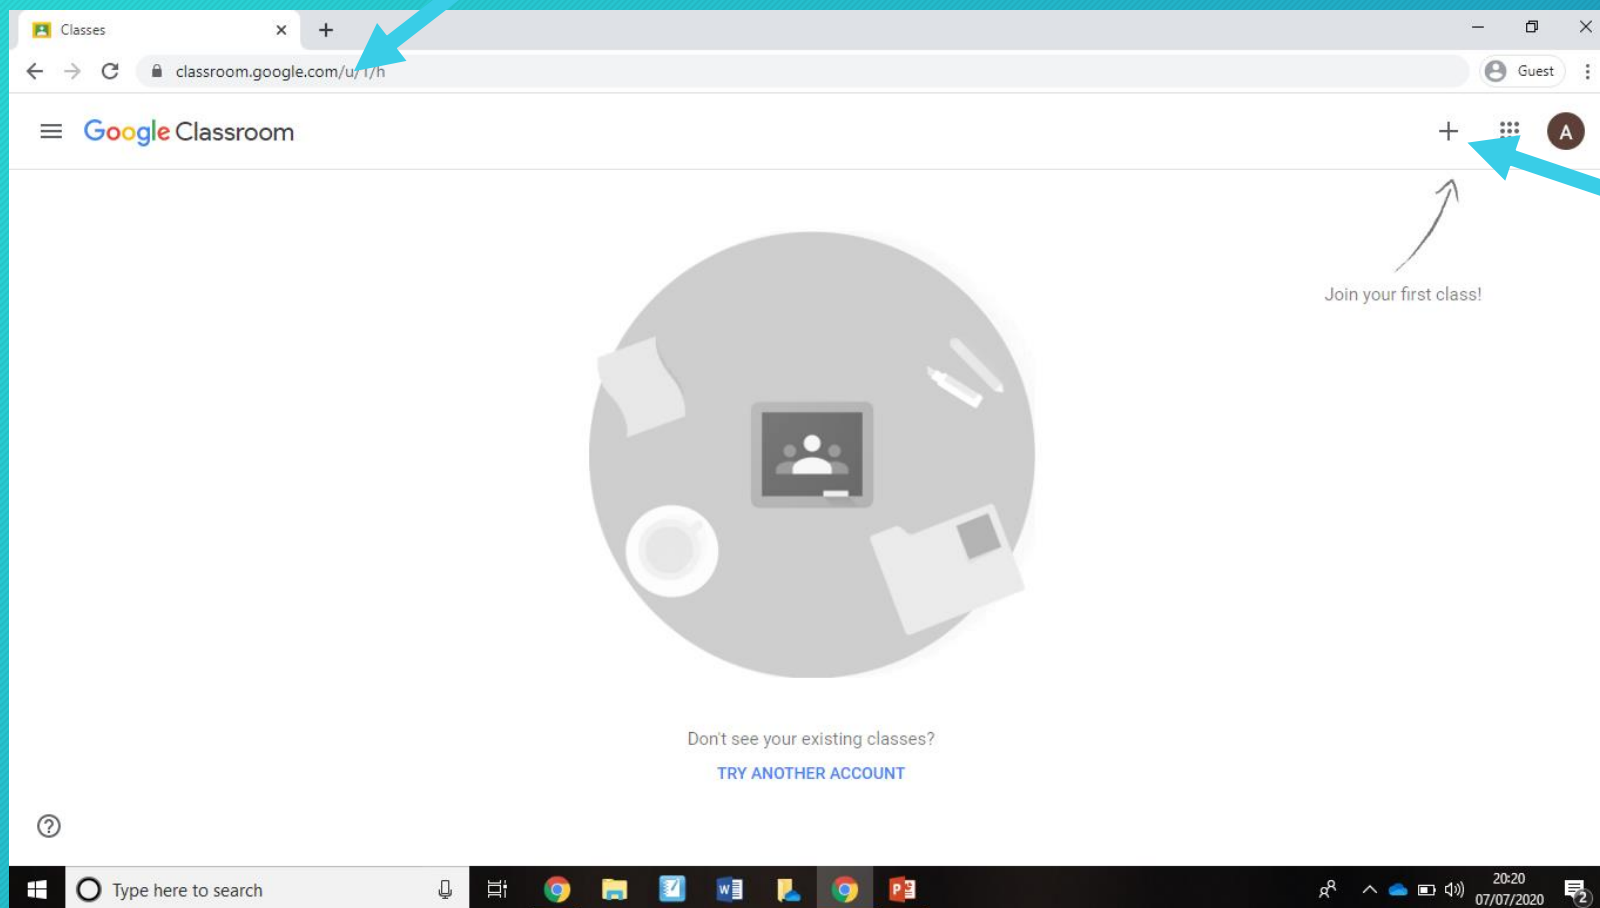 Classes
classroom.google.com/u/1/h
Guest
Google Classroom
A
Join your first class!
Don't see your existing classes?
TRY ANOTHER ACCOUNT
Type here to search
20:20
07/07/2020
2